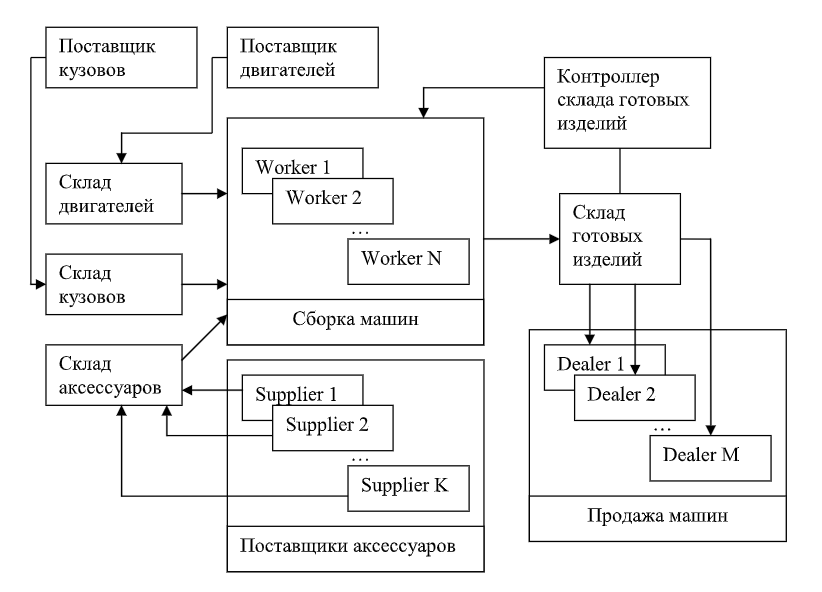 Поставщик
кузовов
Поставщик
двигателей
Контроллер
склада готовых
изделий
Склад
двигателей
Worker 1
Worker 2
...
Worker N
Склад
готовых
изделий
Склад
кузовов
Сборка машин
Склад
аксессуаров
Supplier 1
Supplier 2
...
Supplier K
Поставщики аксессуаров
Dealer 1
Dealer 2
...
Dealer M
Продажа машин